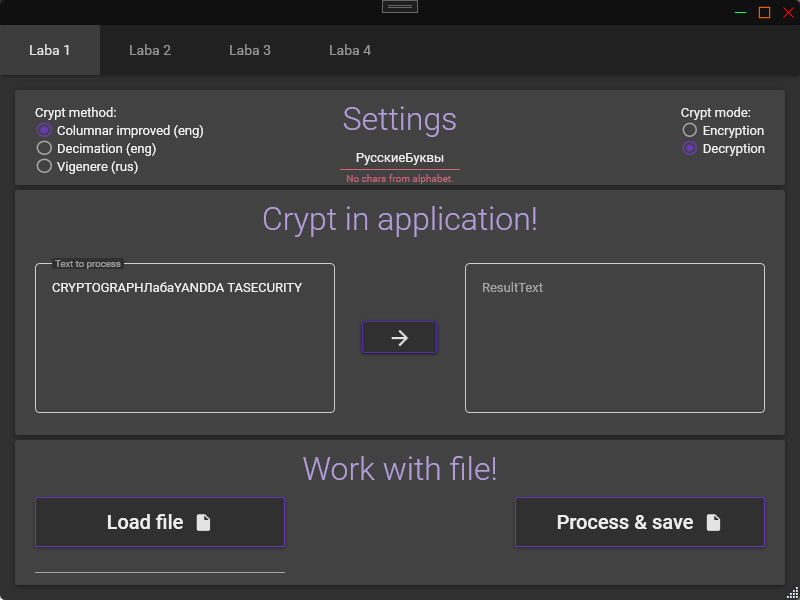 Laba 1 Laba 2 Laba 3 Laba 4
Crypt method:
Columnar improved (eng)
Decimation (eng)
Vigenere (rus)
Settings
РусскиеБуквы
No chars from alphabet.
Crypt mode:
Encryption
Decryption
Crypt in application!
Text to process
CRYPTOGRAPHЛабаYANDDA TASECURITY
ResultText
Work with file!
Load file
Process & save